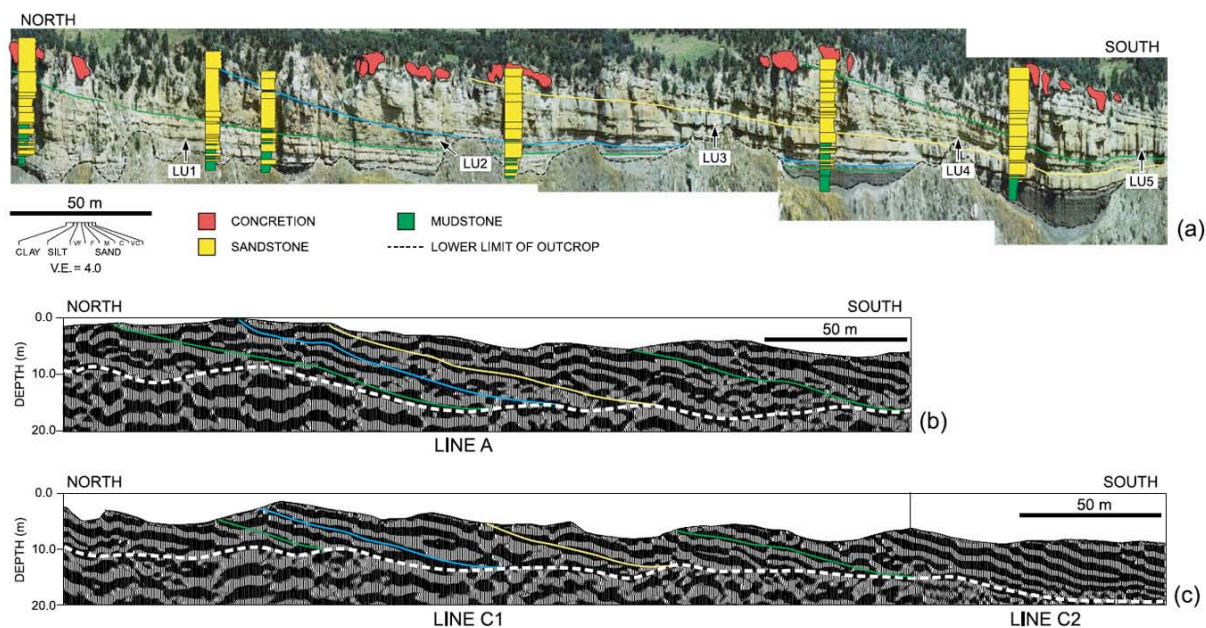 NORTH
SOUTH
LU1
LU2
LU3
LU4
LU5
50 m
CLAY SILT VF F M C VC
SAND
V.E. = 4.0
CONCRETION
SANDSTONE
MUDSTONE
LOWER LIMIT OF OUTCROP
(a)
NORTH
SOUTH
50 m
0.0
10.0
20.0
DEPTH (m)
LINE A
(b)
NORTH
SOUTH
50 m
0.0
10.0
20.0
DEPTH (m)
LINE C1
LINE C2
(c)